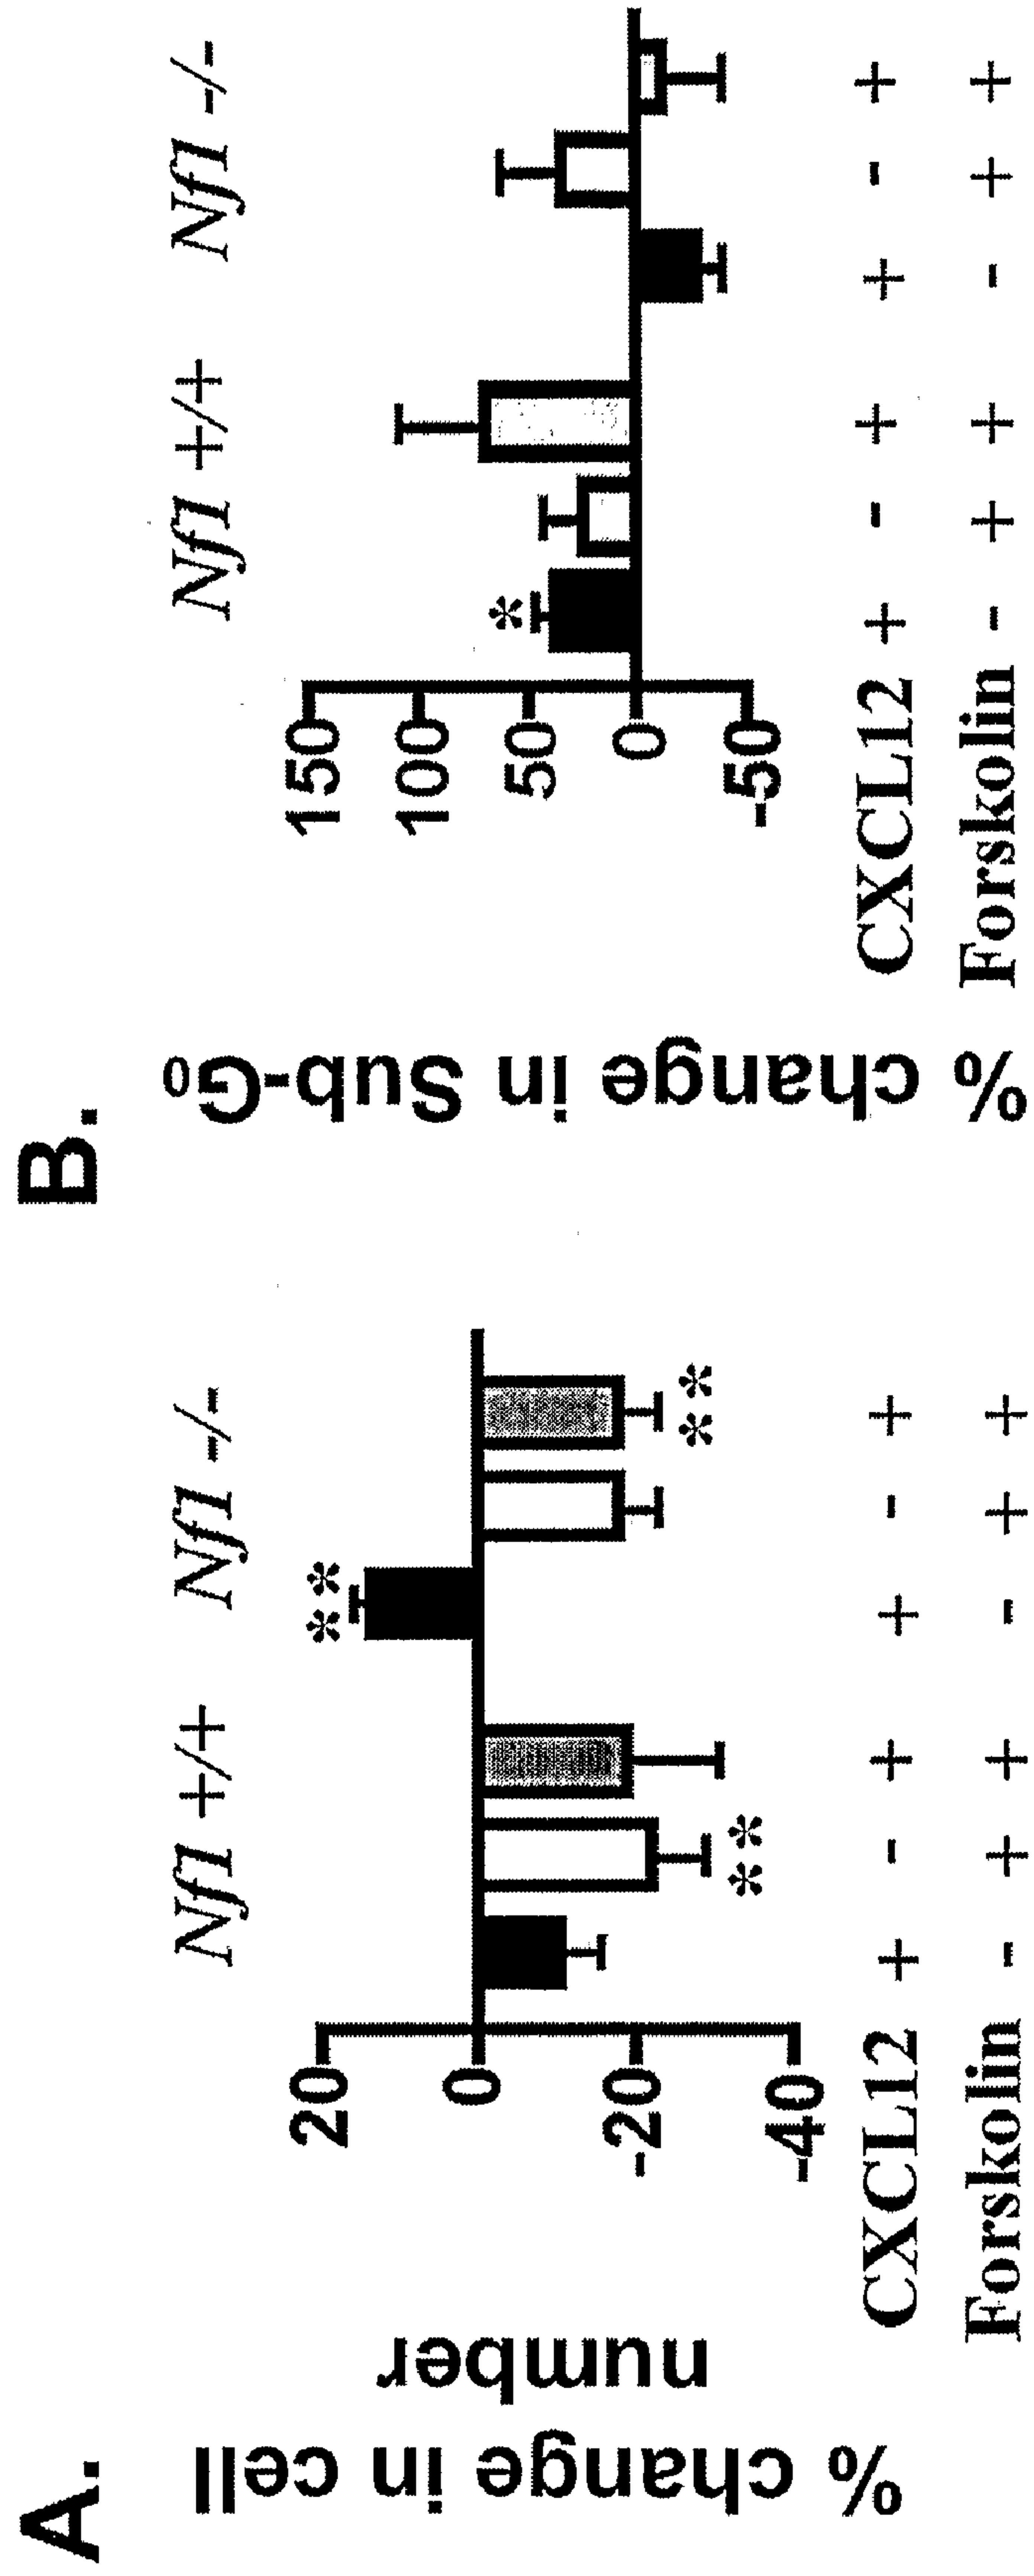 A.
% change in cell
number
Nf1 +/+ Nf1 -/-
20
0
-20
-40
** ** **
CXCL12 + - + + - +
Forskolin - + + - + +
B.
% change in Sub-G0
Nf1 +/+ Nf1 -/-
150
100
50
0
-50
*
CXCL12 + - + + - +
Forskolin - + + - + +